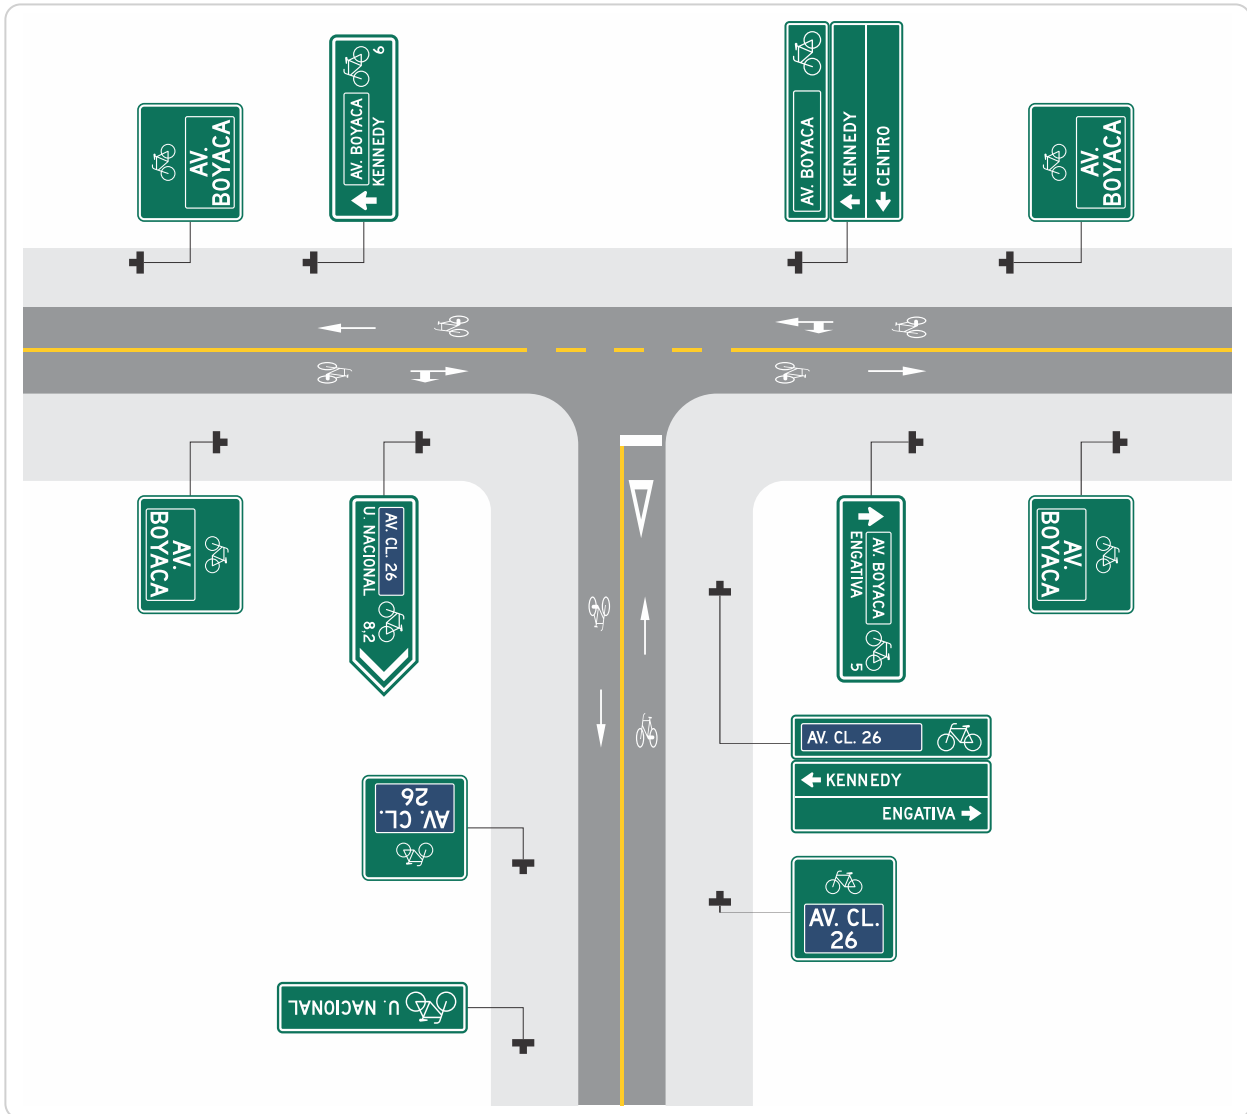 AV.
BOYACA
6
AV. BOYACA
KENNEDY
AV. BOYACA
KENNEDY
CENTRO
AV.
BOYACA
AV.
BOYACA
AV. CL. 26
U. NACIONAL
8,2
AV. BOYACA
ENGATIVA
5
AV.
BOYACA
AV. CL. 26
KENNEDY
ENGATIVA
AV. CL.
26
AV. CL.
26
U. NACIONAL